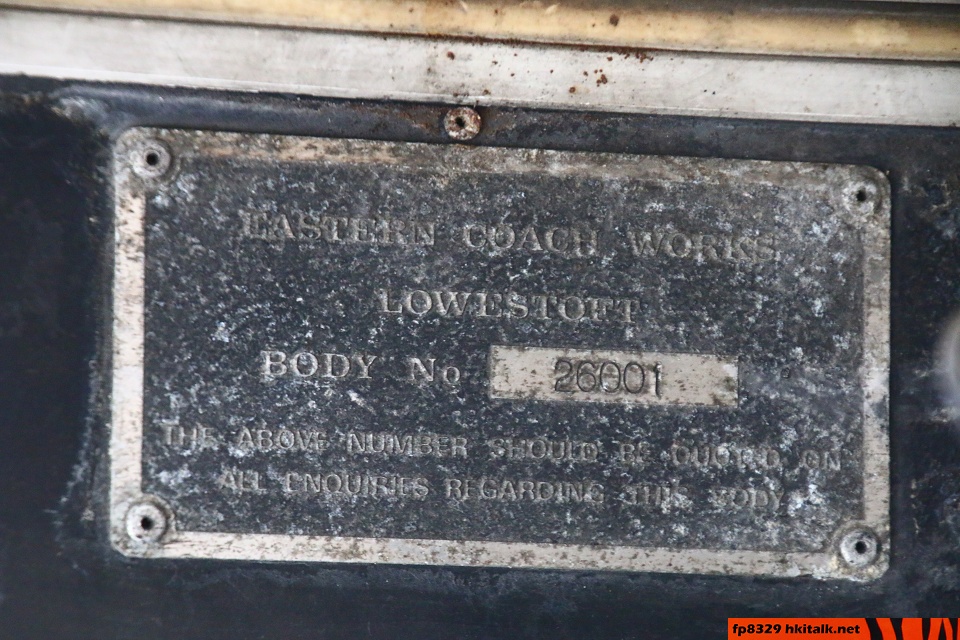 EASTERN COACH WORKS
LOWESTOFT
BODY No 26001
THE ABOVE NUMBER SHOULD BE QUOTED ON
ALL ENQUIRIES REGARDING THIS BODY
fp8329 hkitalk.net